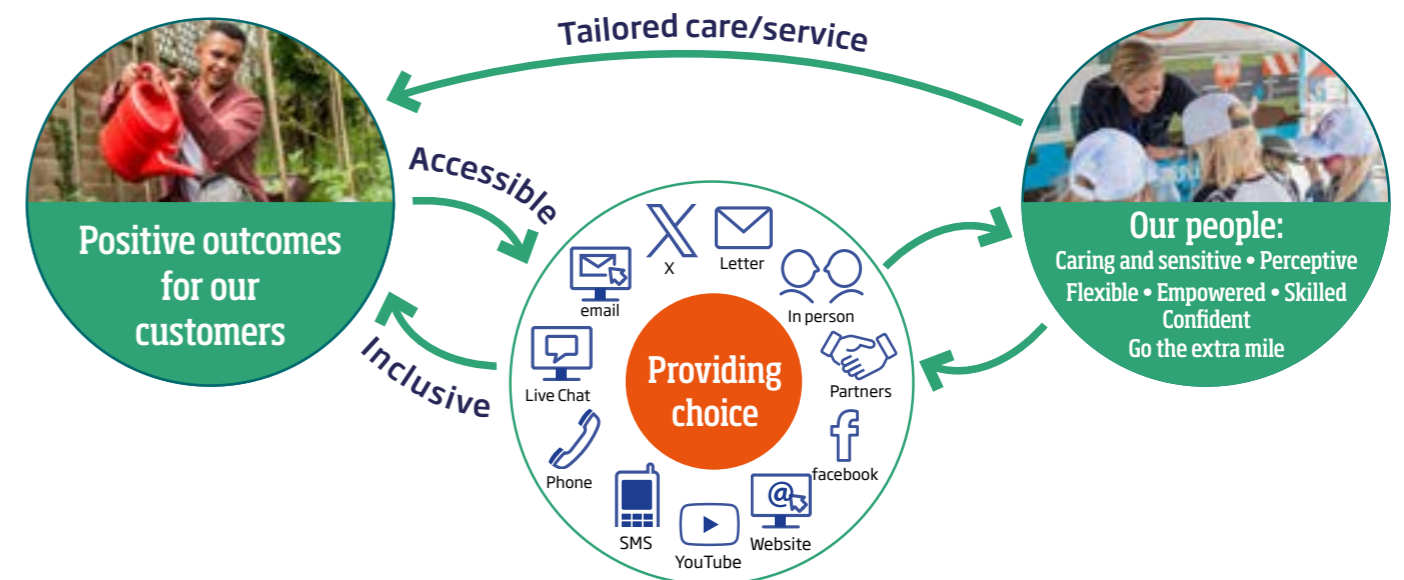 Tailored care/service
Accessible
Inclusive
Positive outcomes
for our
customers
X
Letter
In person
Partners
facebook
Website
YouTube
SMS
Phone
Live Chat
email
Providing
choice
Our people:
Caring and sensitive • Perceptive
Flexible • Empowered • Skilled
Confident
Go the extra mile